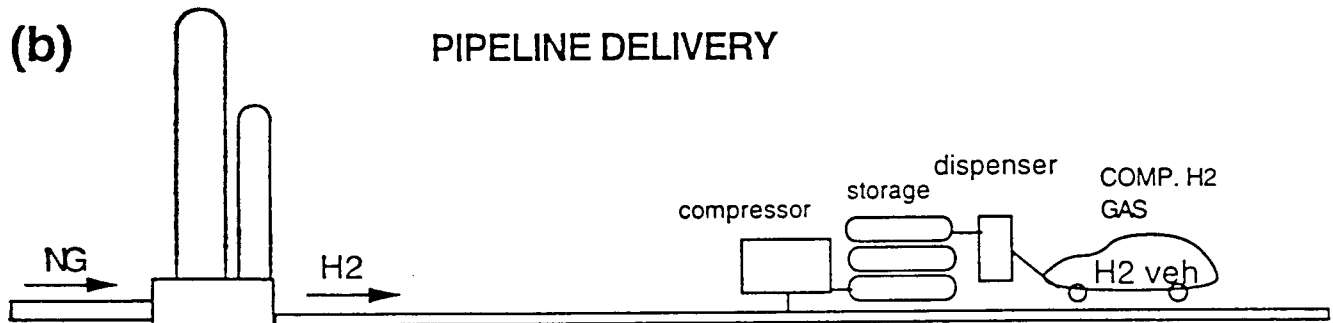 (b) PIPELINE DELIVERY
dispenser
COMP. H2
GAS
storage
compressor
NG
H2
H2 veh